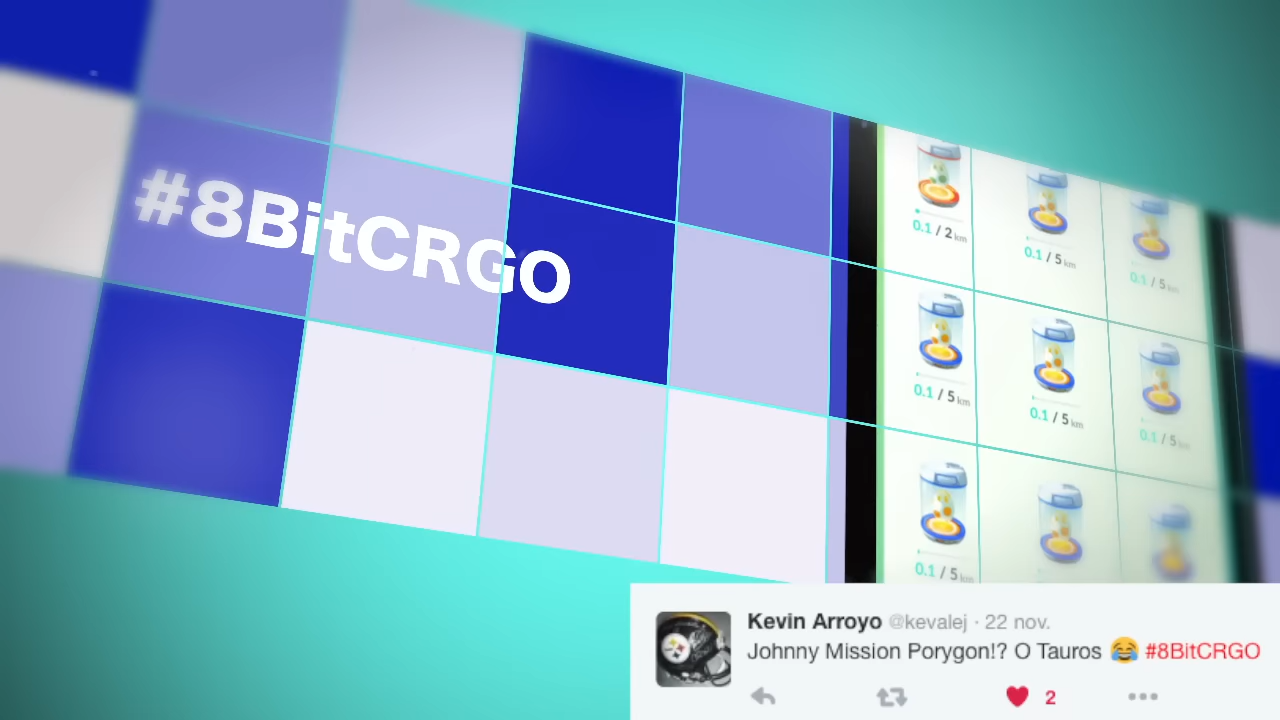 #8BitCRGO
0.1 / 2 km
0.1 / 5 km
0.1 / 5 km
0.1 / 5 km
0.1 / 5 km
0.1 / 5 km
0.1 / 5 km
Kevin Arroyo @kevalej · 22 nov.
Johnny Mission Porygon!? O Tauros 😂 #8BitCRGO
2